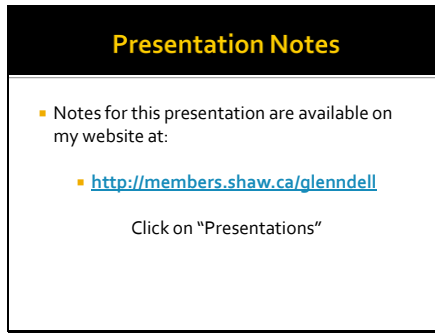 Presentation Notes
▪ Notes for this presentation are available on
my website at:
▪ http://members.shaw.ca/glenndell
Click on “Presentations”